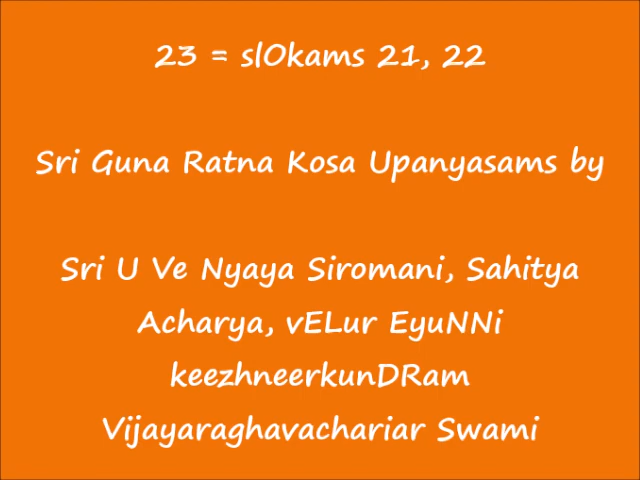 23 = slOkams 21, 22
Sri Guna Ratna Kosa Upanyasams by
Sri U Ve Nyaya Siromani, Sahitya
Acharya, vELur EyuNNi
keezhneerkunDRam
Vijayaraghavachariar Swami